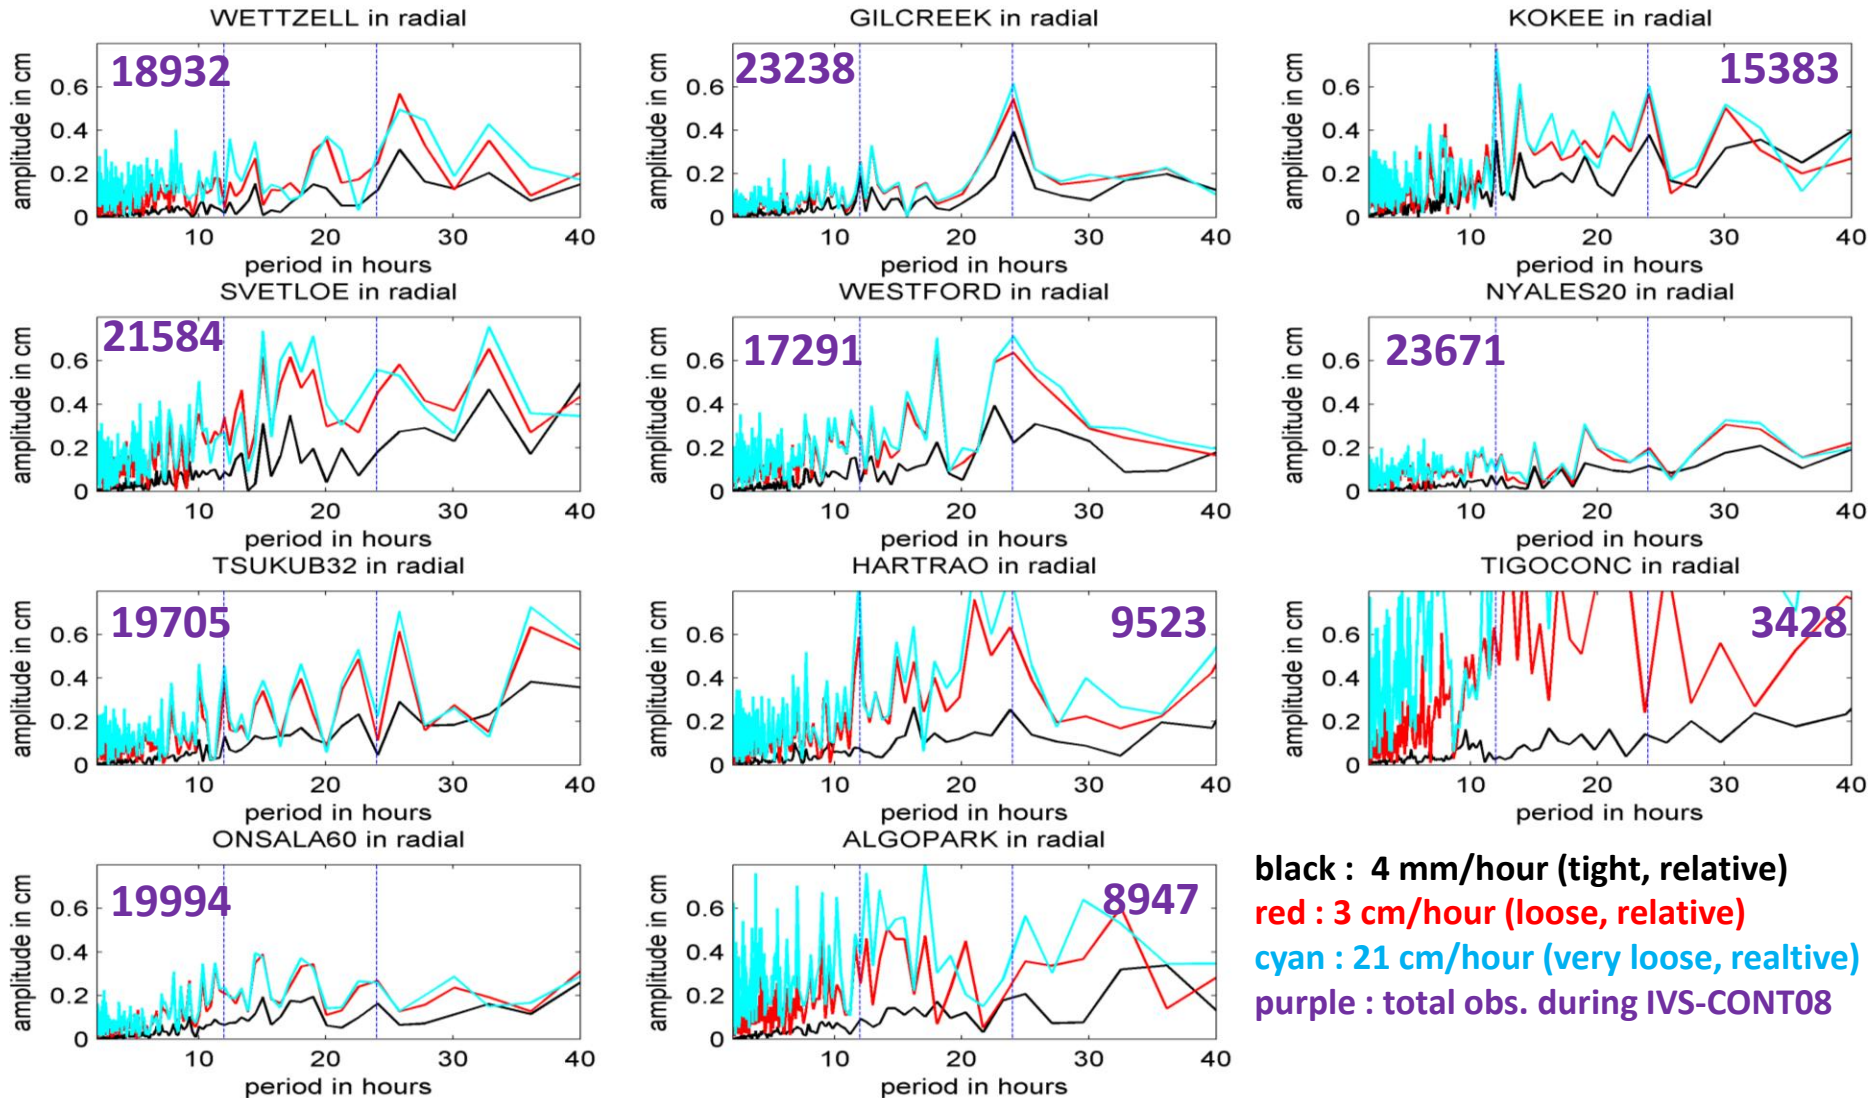 WETTZELL in radial
18932
amplitude in cm
0.6
0.4
0.2
0
10 20 30 40
period in hours
GILCREEK in radial
23238
amplitude in cm
0.6
0.4
0.2
0
10 20 30 40
period in hours
KOKEE in radial
15383
amplitude in cm
0.6
0.4
0.2
0
10 20 30 40
period in hours
SVETLOE in radial
21584
amplitude in cm
0.6
0.4
0.2
0
10 20 30 40
period in hours
WESTFORD in radial
17291
amplitude in cm
0.6
0.4
0.2
0
10 20 30 40
period in hours
NYALES20 in radial
23671
amplitude in cm
0.6
0.4
0.2
0
10 20 30 40
period in hours
TSUKUB32 in radial
19705
amplitude in cm
0.6
0.4
0.2
0
10 20 30 40
period in hours
HARTRAO in radial
9523
amplitude in cm
0.6
0.4
0.2
0
10 20 30 40
period in hours
TIGOCONC in radial
3428
amplitude in cm
0.6
0.4
0.2
0
10 20 30 40
period in hours
ONSALA60 in radial
19994
amplitude in cm
0.6
0.4
0.2
0
10 20 30 40
period in hours
ALGOPARK in radial
8947
amplitude in cm
0.6
0.4
0.2
0
10 20 30 40
period in hours
black : 4 mm/hour (tight, relative)
red : 3 cm/hour (loose, relative)
cyan : 21 cm/hour (very loose, realtive)
purple : total obs. during IVS-CONT08